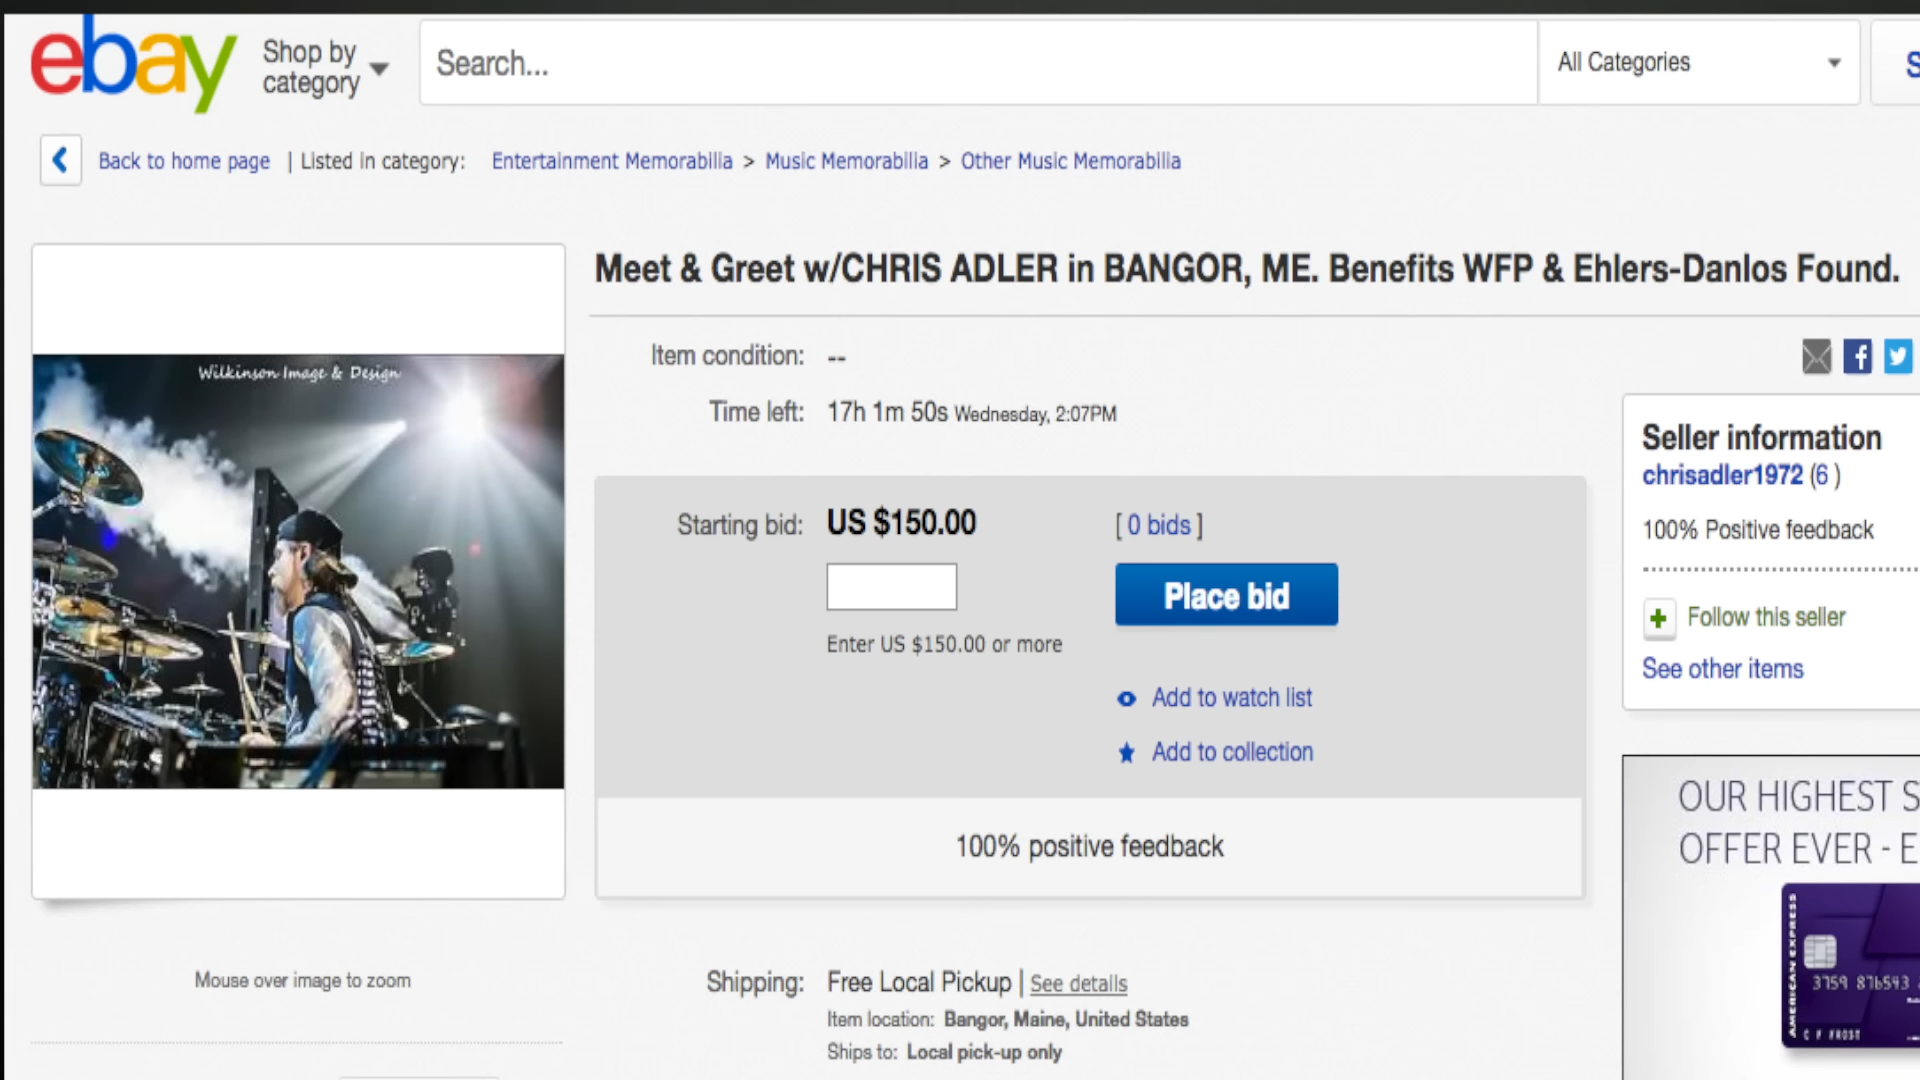 ebay
Shop by
category
Search...
All Categories
Back to home page | Listed in category: Entertainment Memorabilia > Music Memorabilia > Other Music Memorabilia
Meet & Greet w/CHRIS ADLER in BANGOR, ME. Benefits WFP & Ehlers-Danlos Found.
Wilkinson Image & Design
Item condition: --
Time left: 17h 1m 50s Wednesday, 2:07PM
Starting bid: US $150.00 [ 0 bids ]
Place bid
Enter US $150.00 or more
Add to watch list
Add to collection
100% positive feedback
Seller information
chrisadler1972 (6 )
100% Positive feedback
Follow this seller
See other items
OUR HIGHEST S
OFFER EVER - E
AMERICAN EXPRESS
3759 876543
C F FROST
Mouse over image to zoom
Shipping: Free Local Pickup | See details
Item location: Bangor, Maine, United States
Ships to: Local pick-up only